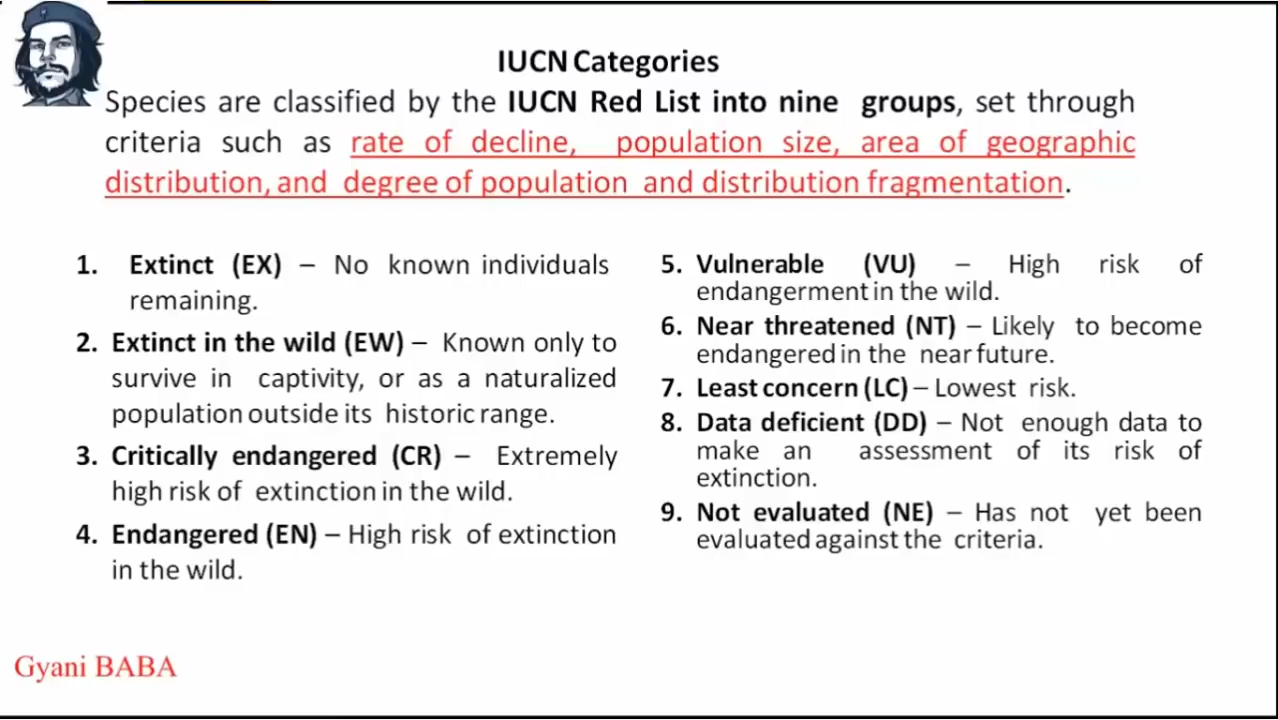 IUCN Categories
Species are classified by the IUCN Red List into nine groups, set through
criteria such as rate of decline, population size, area of geographic
distribution, and degree of population and distribution fragmentation.
1. Extinct (EX) – No known individuals
remaining.
2. Extinct in the wild (EW) – Known only to
survive in captivity, or as a naturalized
population outside its historic range.
3. Critically endangered (CR) – Extremely
high risk of extinction in the wild.
4. Endangered (EN) – High risk of extinction
in the wild.
5. Vulnerable (VU) – High risk of
endangerment in the wild.
6. Near threatened (NT) – Likely to become
endangered in the near future.
7. Least concern (LC) – Lowest risk.
8. Data deficient (DD) – Not enough data to
make an assessment of its risk of
extinction.
9. Not evaluated (NE) – Has not yet been
evaluated against the criteria.
Gyani BABA